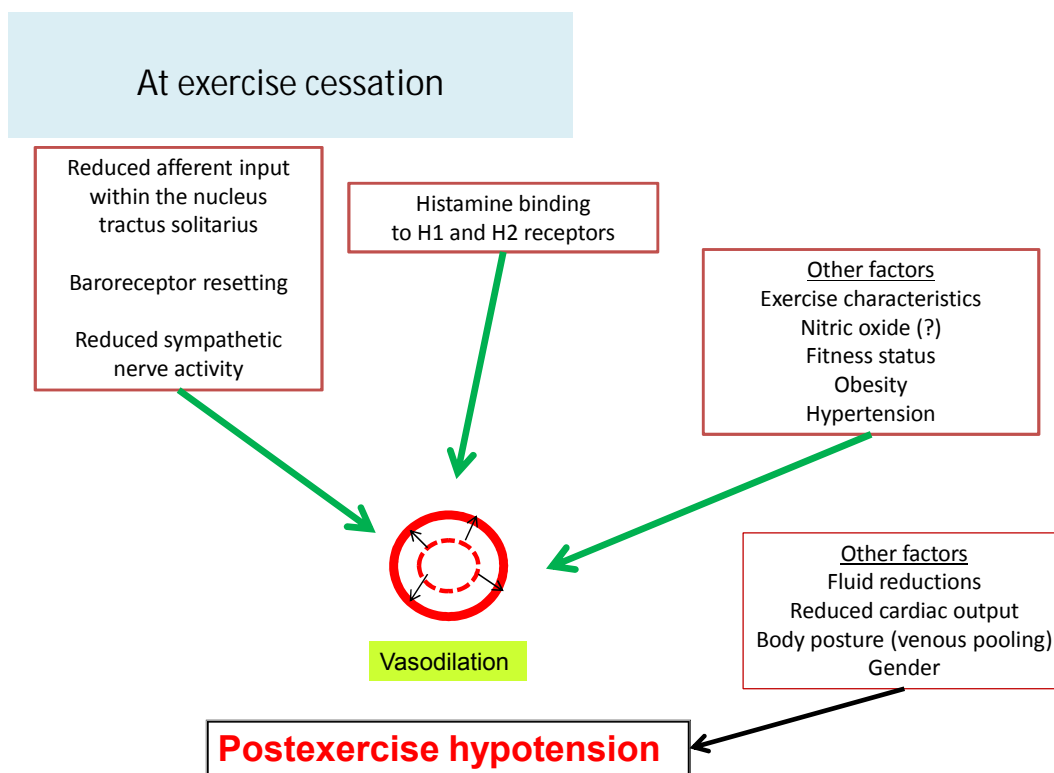 At exercise cessation
Reduced afferent input
within the nucleus
tractus solitarius
Baroreceptor resetting
Reduced sympathetic
nerve activity
Histamine binding
to H1 and H2 receptors
Other factors
Exercise characteristics
Nitric oxide (?)
Fitness status
Obesity
Hypertension
Other factors
Fluid reductions
Reduced cardiac output
Body posture (venous pooling)
Gender
Vasodilation
Postexercise hypotension